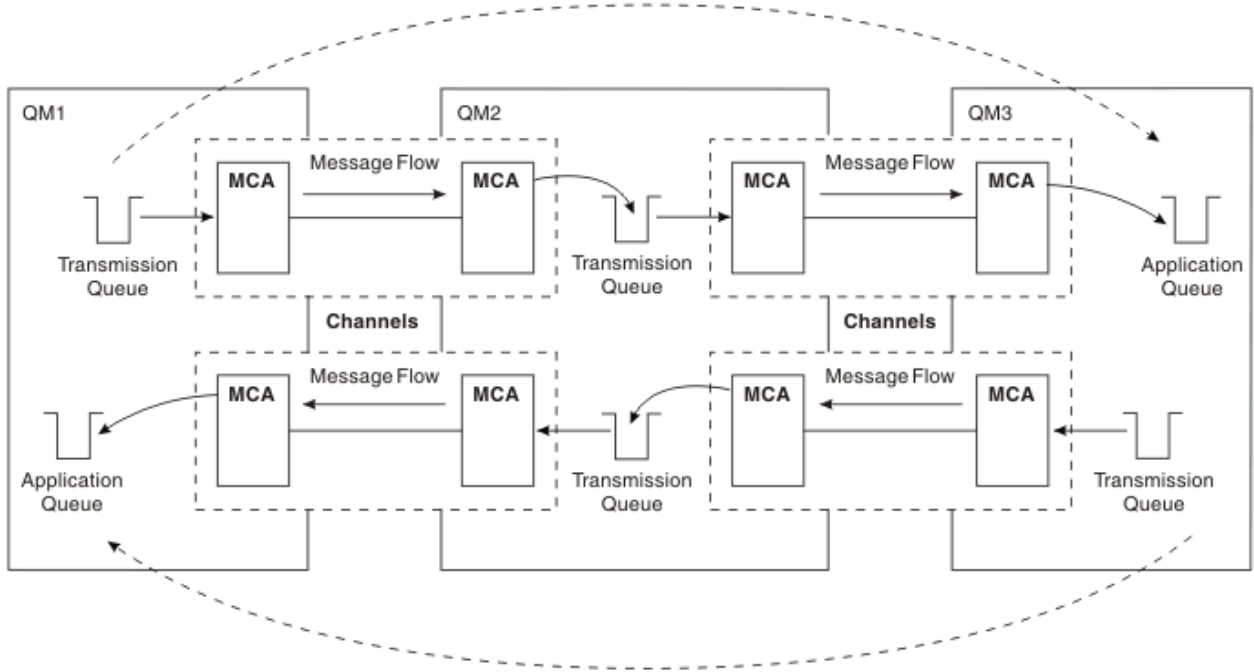 QM1
QM2
QM3
Message Flow
Message Flow
MCA
MCA
MCA
MCA
Transmission
Queue
Transmission
Queue
Application
Queue
Channels
Channels
Message Flow
Message Flow
MCA
MCA
MCA
MCA
Application
Queue
Transmission
Queue
Transmission
Queue